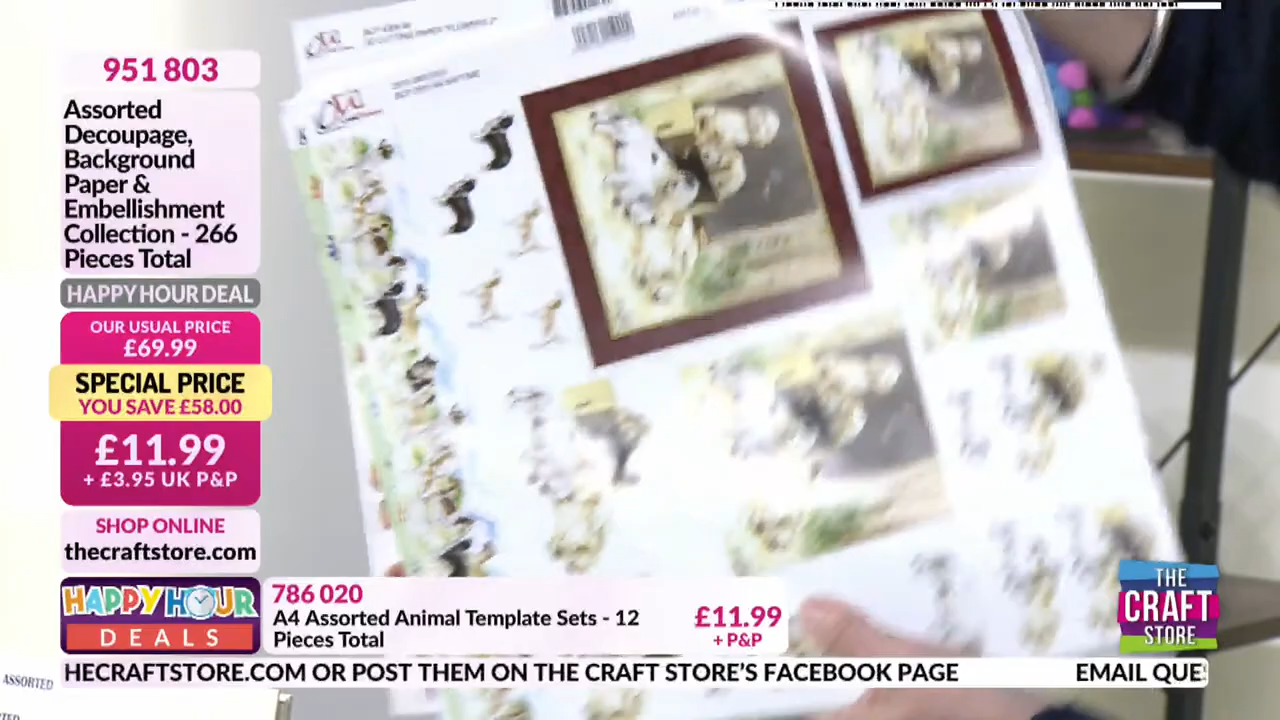 951 803
Assorted
Decoupage,
Background
Paper &
Embellishment
Collection - 266
Pieces Total
HAPPY HOUR DEAL
OUR USUAL PRICE
£69.99
SPECIAL PRICE
YOU SAVE £58.00
£11.99
+ £3.95 UK P&P
SHOP ONLINE
thecraftstore.com
HAPPY HOUR
DEALS
786 020
A4 Assorted Animal Template Sets - 12
Pieces Total
£11.99
+ P&P
THE
CRAFT
STORE
HECRAFTSTORE.COM OR POST THEM ON THE CRAFT STORE'S FACEBOOK PAGE
EMAIL QUE
ASSORTED